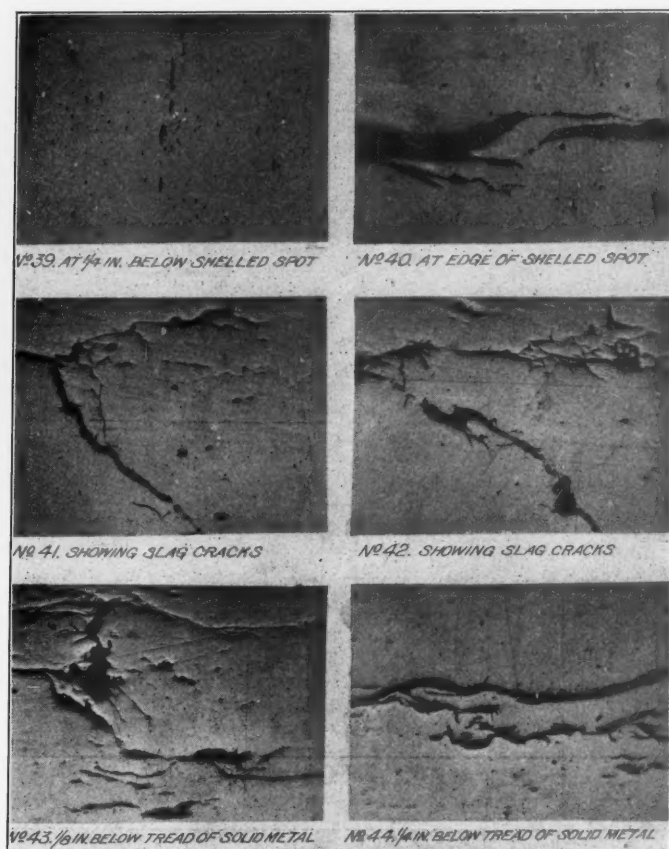 Nº 39. AT 1/4 IN. BELOW SHELLED SPOT
Nº 40. AT EDGE OF SHELLED SPOT
Nº 41. SHOWING SLAG CRACKS
Nº 42. SHOWING SLAG CRACKS
Nº 43. 1/8 IN. BELOW TREAD OF SOLID METAL
Nº 44. 1/4 IN. BELOW TREAD OF SOLID METAL